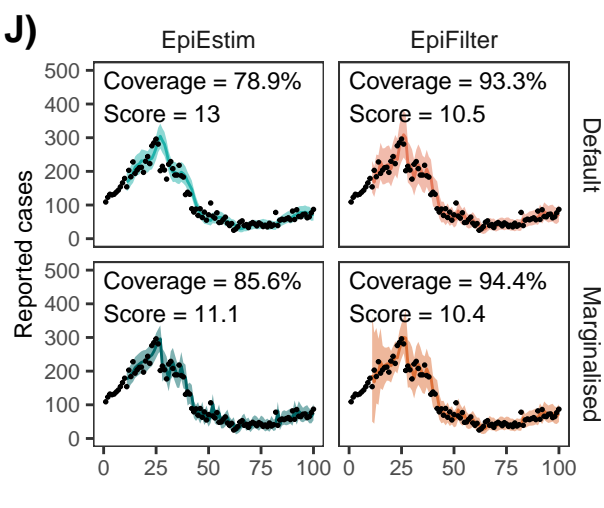 J)
EpiEstim
EpiFilter
Reported cases
500
400
300
200
100
0
Coverage = 78.9%
Score = 13
Coverage = 93.3%
Score = 10.5
Default
500
400
300
200
100
0
Coverage = 85.6%
Score = 11.1
Coverage = 94.4%
Score = 10.4
Marginalised
0 25 50 75 100 0 25 50 75 100